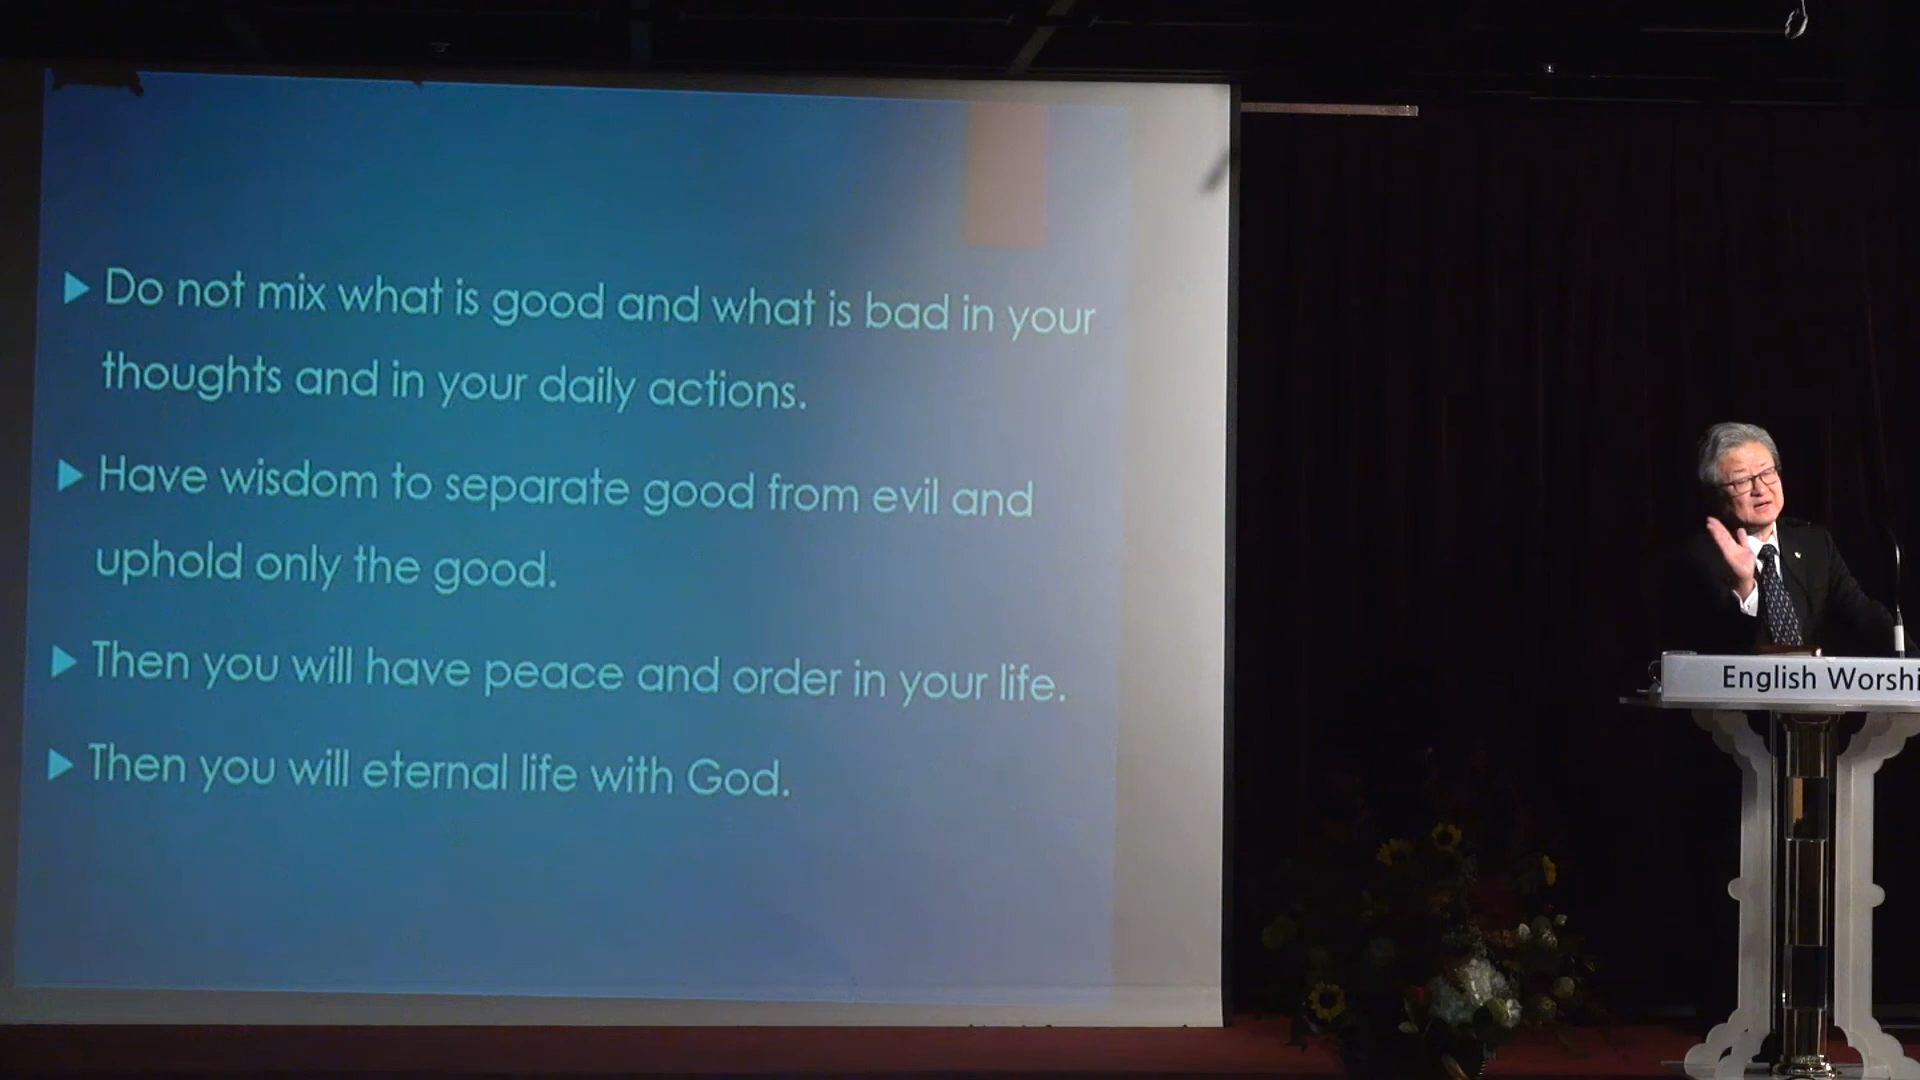 Do not mix what is good and what is bad in your
thoughts and in your daily actions.
Have wisdom to separate good from evil and
uphold only the good.
Then you will have peace and order in your life.
Then you will eternal life with God.
English Worshi